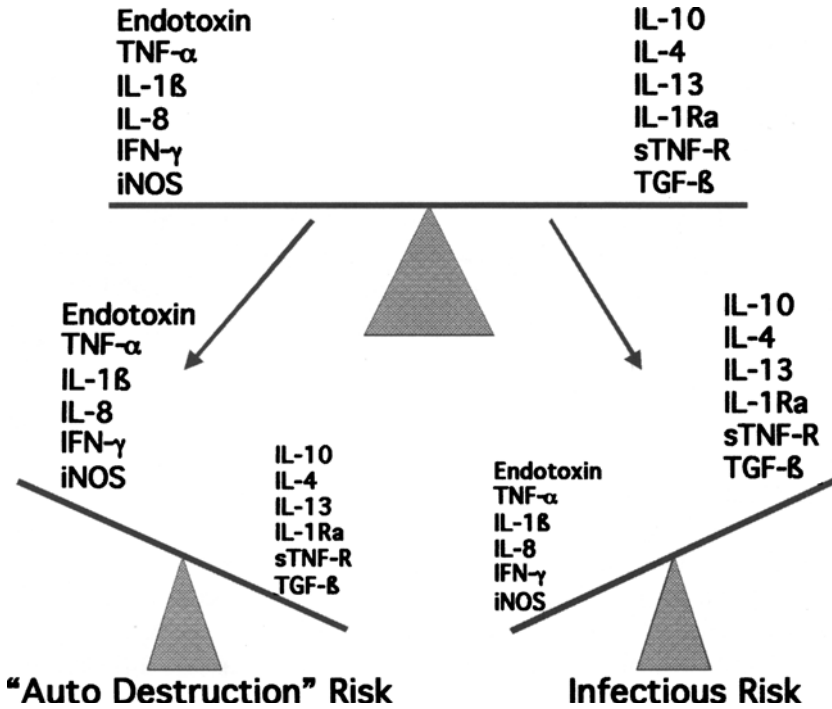 Endotoxin
TNF-α
IL-1ß
IL-8
IFN-γ
iNOS
IL-10
IL-4
IL-13
IL-1Ra
sTNF-R
TGF-ß
Endotoxin
TNF-α
IL-1ß
IL-8
IFN-γ
iNOS
IL-10
IL-4
IL-13
IL-1Ra
sTNF-R
TGF-ß
Endotoxin
TNF-α
IL-1ß
IL-8
IFN-γ
iNOS
IL-10
IL-4
IL-13
IL-1Ra
sTNF-R
TGF-ß
“Auto Destruction” Risk
Infectious Risk